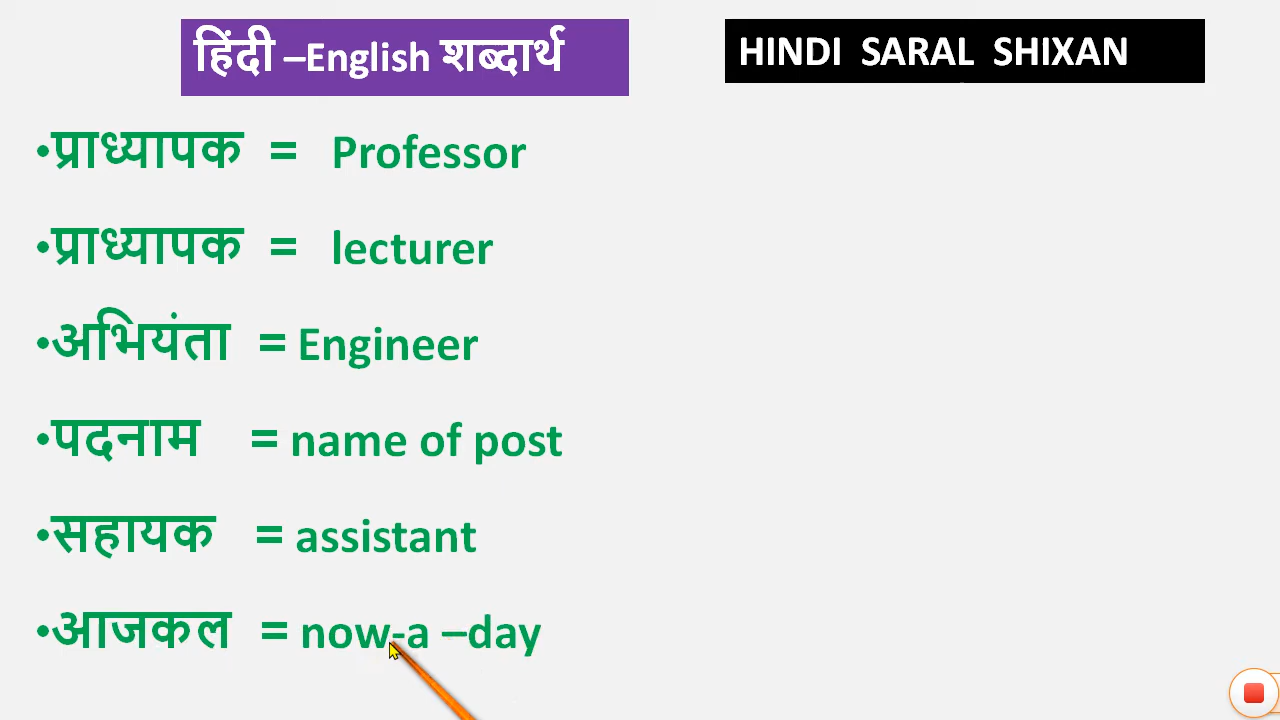 हिंदी –English शब्दार्थ
HINDI SARAL SHIXAN
•प्राध्यापक = Professor
•प्राध्यापक = lecturer
•अभियंता = Engineer
•पदनाम = name of post
•सहायक = assistant
•आजकल = now-a –day